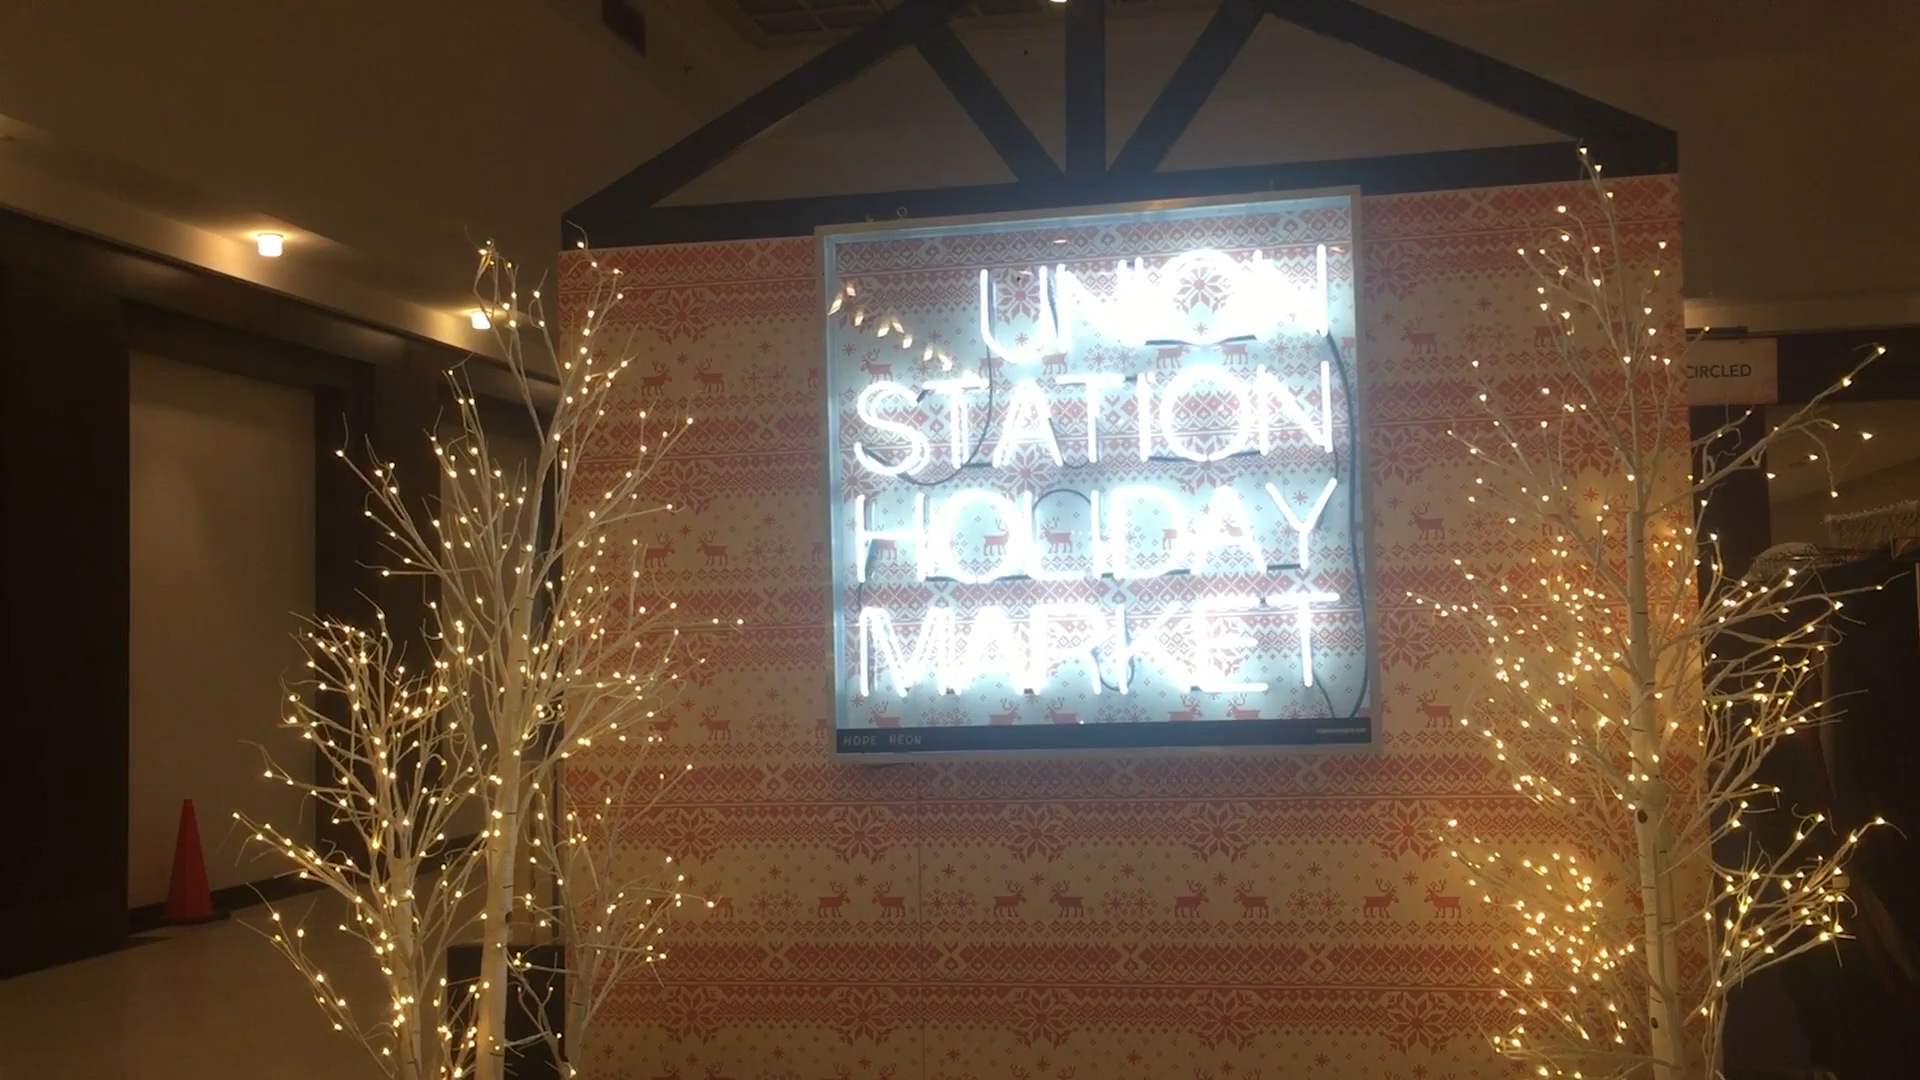 UNION
STATION
HOLIDAY
MARKET
HOPE NEON
CIRCLED